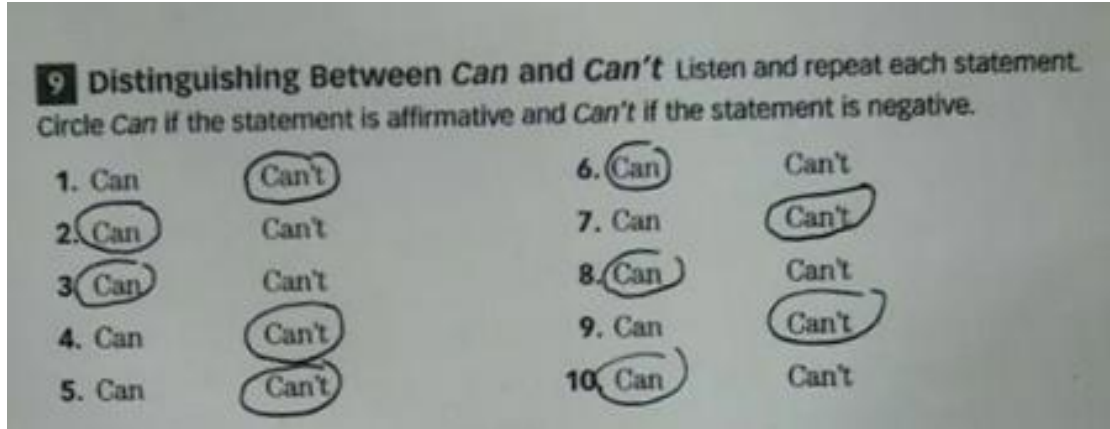 9 Distinguishing Between Can and Can't Listen and repeat each statement.
Circle Can if the statement is affirmative and Can't if the statement is negative.
1. Can Can't
2. Can Can't
3. Can Can't
4. Can Can't
5. Can Can't
6. Can Can't
7. Can Can't
8. Can Can't
9. Can Can't
10. Can Can't